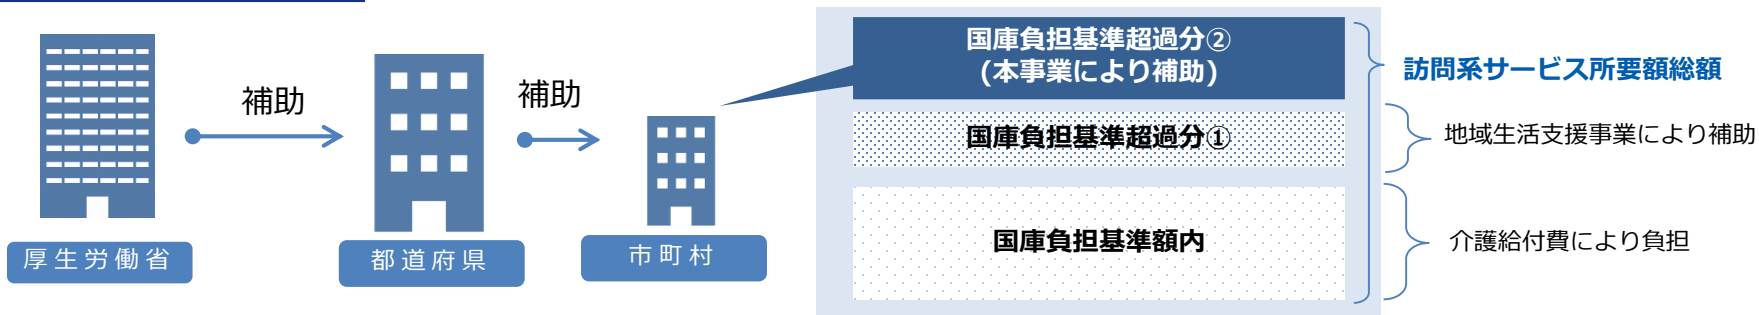 補助
補助
厚生労働省
都道府県
市町村
国庫負担基準超過分②
(本事業により補助)
国庫負担基準超過分①
国庫負担基準額内
訪問系サービス所要額総額
地域生活支援事業により補助
介護給付費により負担